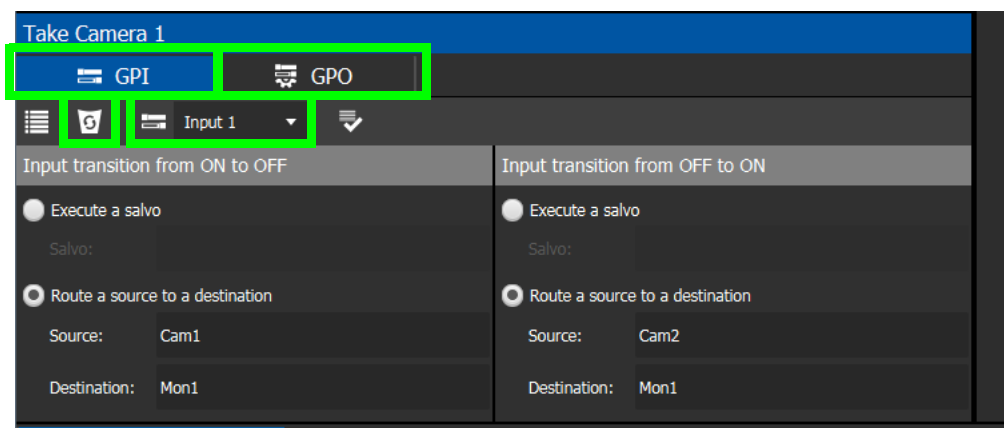 Take Camera 1
GPI GPO
Input 1
Input transition from ON to OFF Input transition from OFF to ON
Execute a salvo Execute a salvo
Salvo: Salvo:
Route a source to a destination Route a source to a destination
Source: Cam1 Source: Cam2
Destination: Mon1 Destination: Mon1